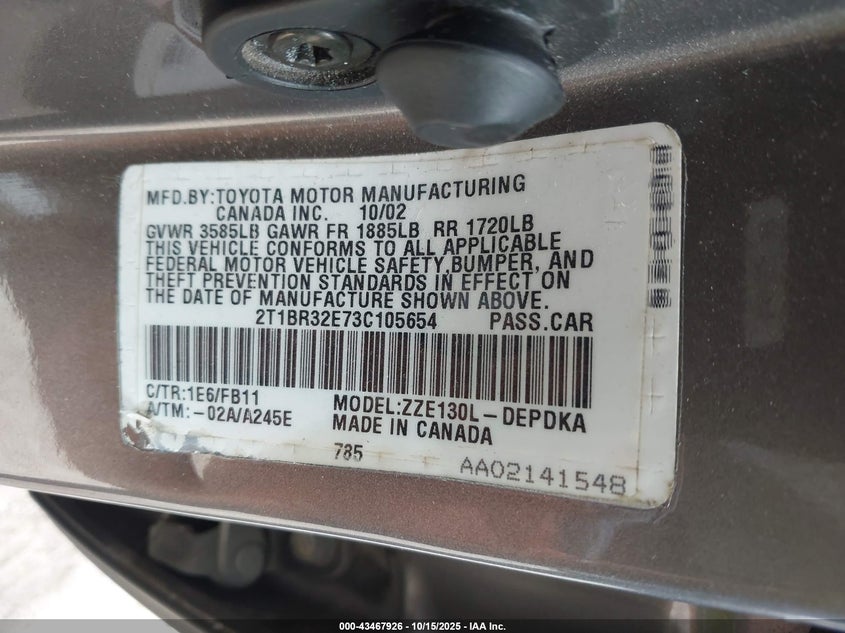 MFD.BY:TOYOTA MOTOR MANUFACTURING
CANADA INC. 10/02
GVWR 3585LB GAWR FR 1885LB RR 1720LB
THIS VEHICLE CONFORMS TO ALL APPLICABLE
FEDERAL MOTOR VEHICLE SAFETY,BUMPER, AND
THEFT PREVENTION STANDARDS IN EFFECT ON
THE DATE OF MANUFACTURE SHOWN ABOVE.
2T1BR32E73C105654 PASS.CAR
C/TR:1E6/FB11
A/TM:-02A/A245E
MODEL:ZZE130L-DEPDKA
MADE IN CANADA
785
AA02141548
000-43467926 - 10/15/2025 - IAA Inc.